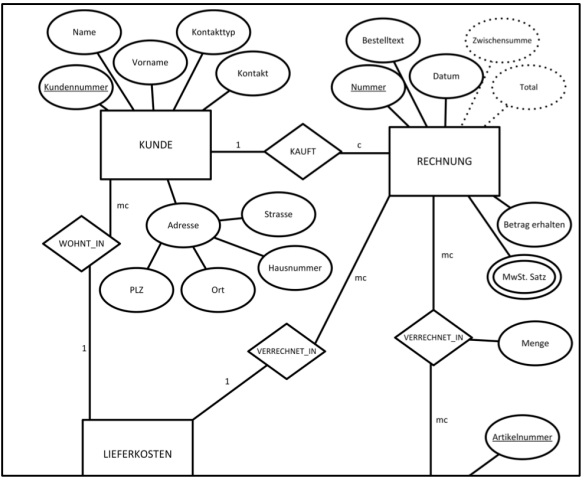 Name
Kontakttyp
Bestelltext
Zwischensumme
Vorname
Kundennummer
Kontakt
Nummer
Datum
Total
KUNDE
1
KAUFT
c
RECHNUNG
mc
Adresse
Strasse
Betrag erhalten
WOHNT_IN
mc
mc
Hausnummer
MwSt. Satz
PLZ
Ort
1
VERRECHNET_IN
VERRECHNET_IN
Menge
1
mc
Artikelnummer
LIEFERKOSTEN